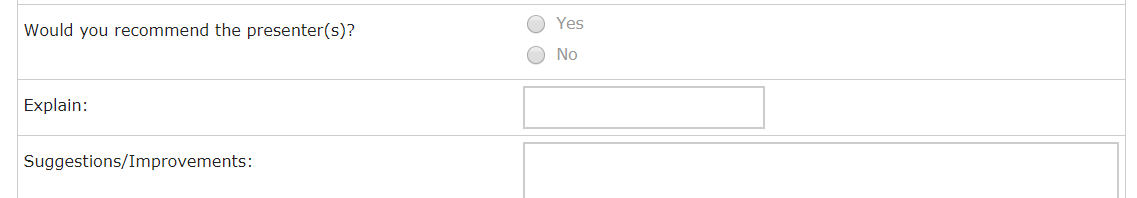 Would you recommend the presenter(s)?
Yes
No
Explain:
Suggestions/Improvements: